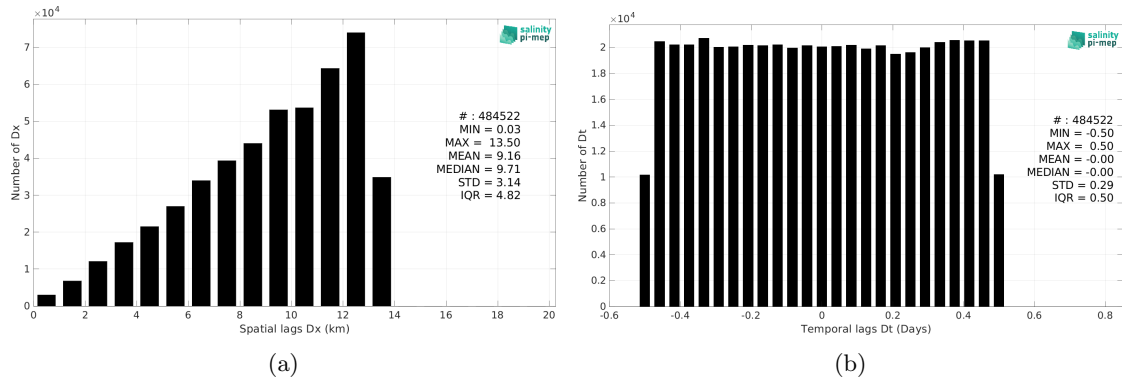 ×10⁴
7
6
5
4
3
2
1
0
Number of Dx
0 2 4 6 8 10 12 14 16 18 20
Spatial lags Dx (km)
salinity
pi-mep
# : 484522
MIN = 0.03
MAX = 13.50
MEAN = 9.16
MEDIAN = 9.71
STD = 3.14
IQR = 4.82
(a)
×10⁴
2
1.8
1.6
1.4
1.2
1
0.8
0.6
0.4
0.2
0
Number of Dt
-0.6 -0.4 -0.2 0 0.2 0.4 0.6 0.8
Temporal lags Dt (Days)
salinity
pi-mep
# : 484522
MIN = -0.50
MAX = 0.50
MEAN = -0.00
MEDIAN = -0.00
STD = 0.29
IQR = 0.50
(b)